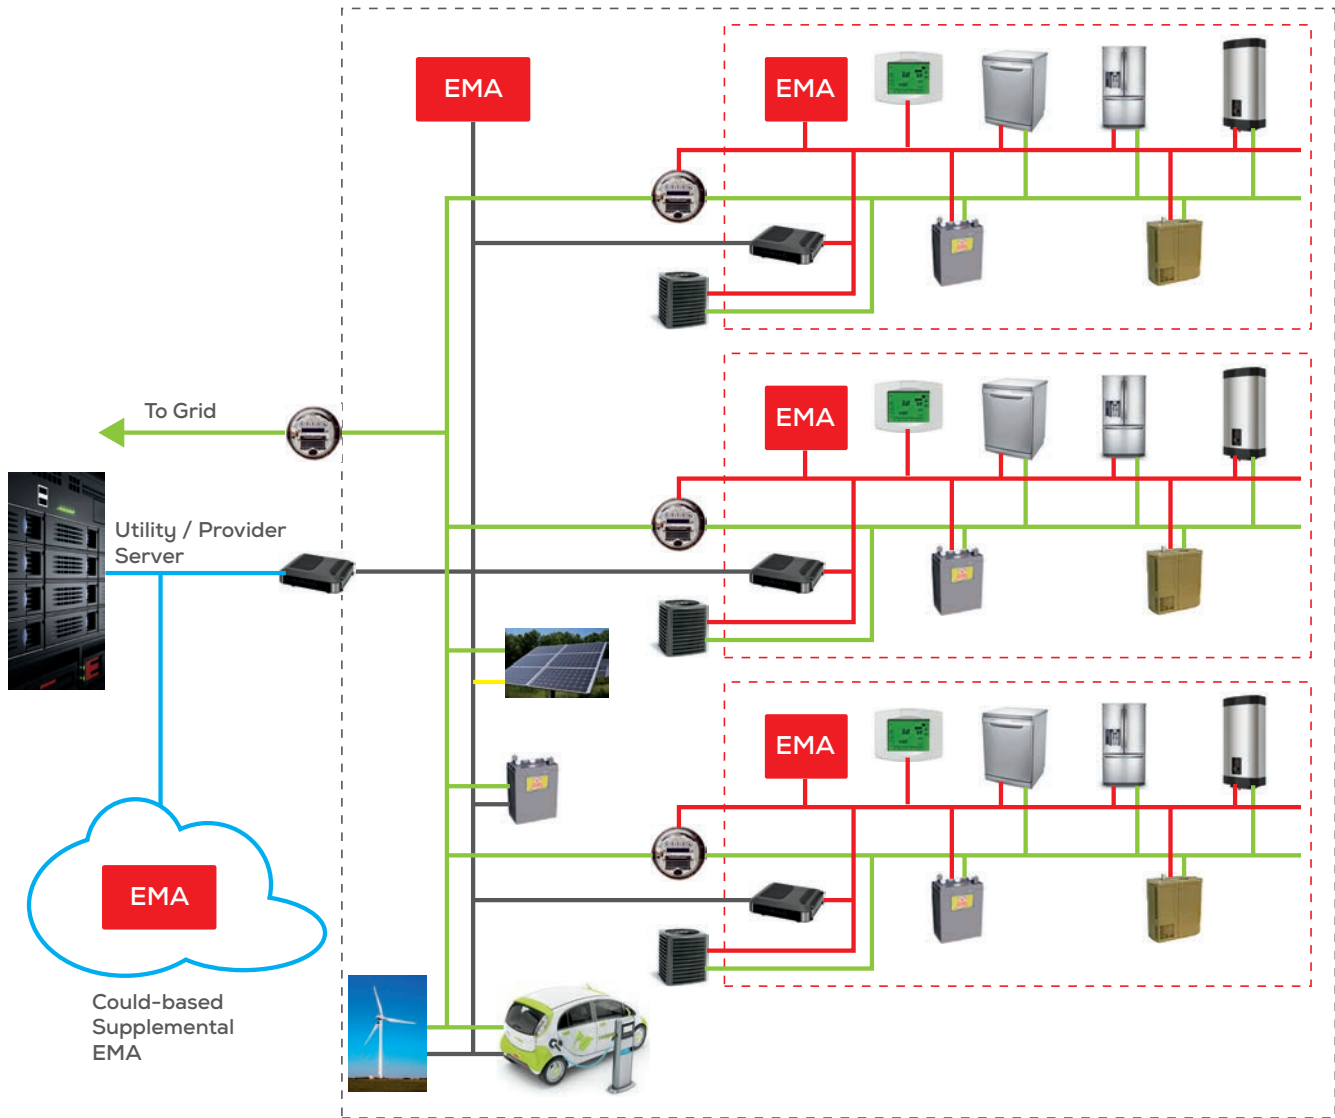 EMA
EMA
To Grid
Utility / Provider
Server
EMA
EMA
EMA
Could-based
Supplemental
EMA